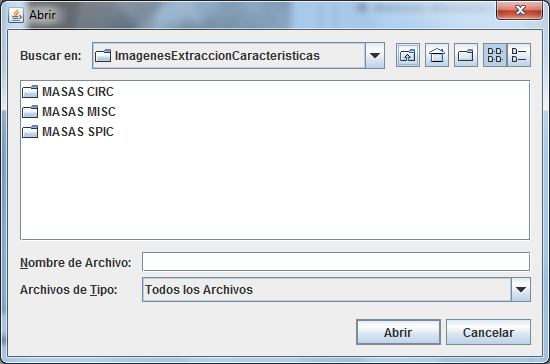 Abrir
Buscar en: ImagenesExtraccionCaracteristicas
MASAS CIRC
MASAS MISC
MASAS SPIC
Nombre de Archivo:
Archivos de Tipo: Todos los Archivos
Abrir Cancelar